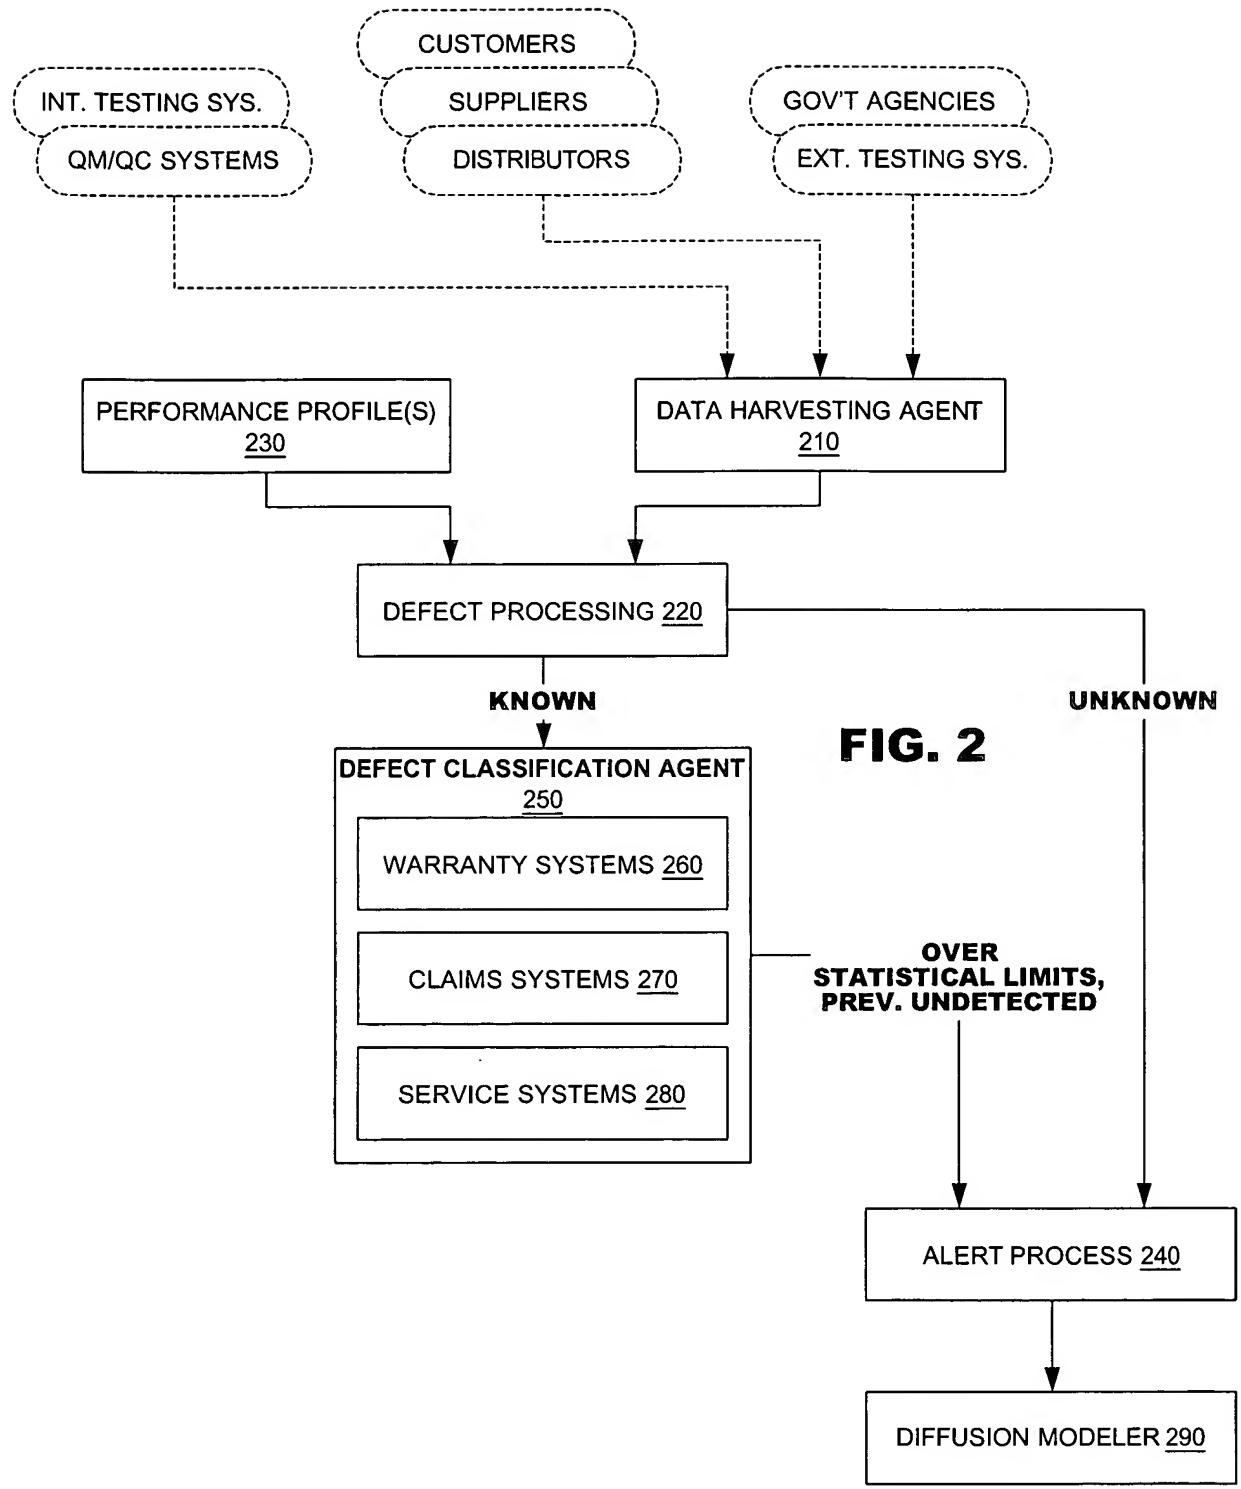 CUSTOMERS
SUPPLIERS
DISTRIBUTORS
INT. TESTING SYS.
QM/QC SYSTEMS
GOV'T AGENCIES
EXT. TESTING SYS.
PERFORMANCE PROFILE(S)
230
DATA HARVESTING AGENT
210
DEFECT PROCESSING 220
KNOWN
UNKNOWN
FIG. 2
DEFECT CLASSIFICATION AGENT
250
WARRANTY SYSTEMS 260
CLAIMS SYSTEMS 270
SERVICE SYSTEMS 280
OVER
STATISTICAL LIMITS,
PREV. UNDETECTED
ALERT PROCESS 240
DIFFUSION MODELER 290